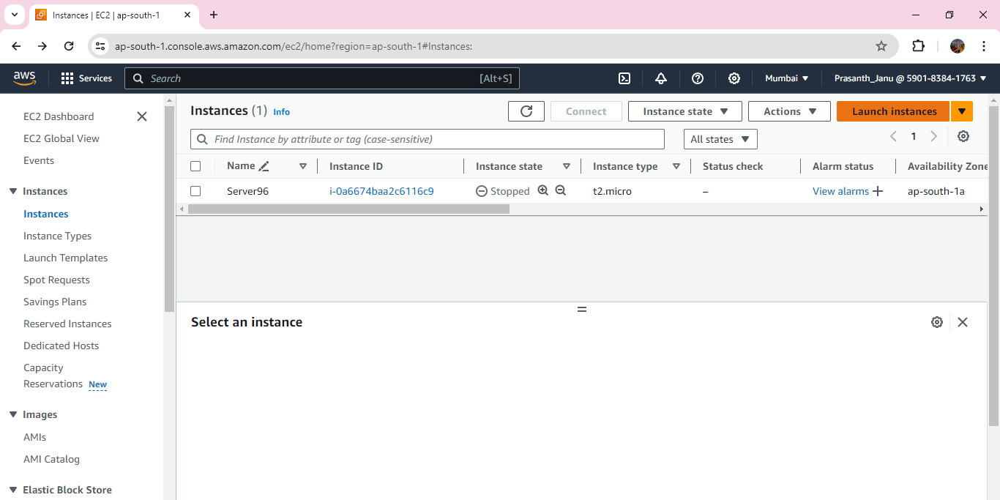 Instances | EC2 | ap-south-1
ap-south-1.console.aws.amazon.com/ec2/home?region=ap-south-1#Instances:
aws Services Search [Alt+S] Mumbai Prasanth_Janu @ 5901-8384-1763
EC2 Dashboard
EC2 Global View
Events
Instances
Instances
Instance Types
Launch Templates
Spot Requests
Savings Plans
Reserved Instances
Dedicated Hosts
Capacity
Reservations New
Images
AMIs
AMI Catalog
Elastic Block Store
Instances (1) Info Connect Instance state Actions Launch instances
Find Instance by attribute or tag (case-sensitive) All states 1
Name Instance ID Instance state Instance type Status check Alarm status Availability Zone
Server96 i-0a6674baa2c6116c9 Stopped t2.micro – View alarms + ap-south-1a
Select an instance